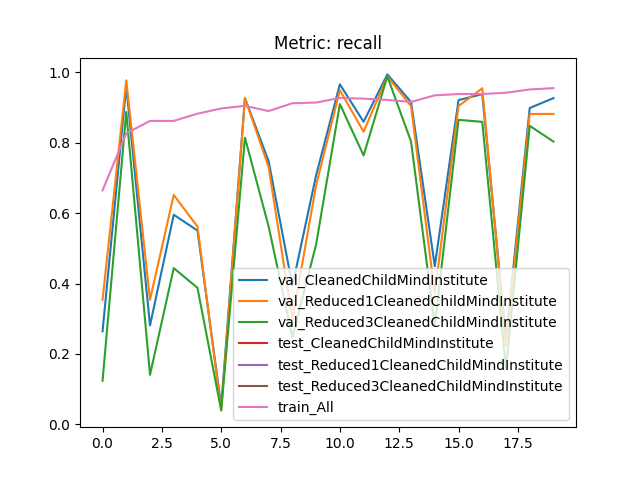 Metric: recall
1.0
0.8
0.6
0.4
0.2
0.0
val_CleanedChildMindInstitute
val_Reduced1CleanedChildMindInstitute
val_Reduced3CleanedChildMindInstitute
test_CleanedChildMindInstitute
test_Reduced1CleanedChildMindInstitute
test_Reduced3CleanedChildMindInstitute
train_All
0.0 2.5 5.0 7.5 10.0 12.5 15.0 17.5